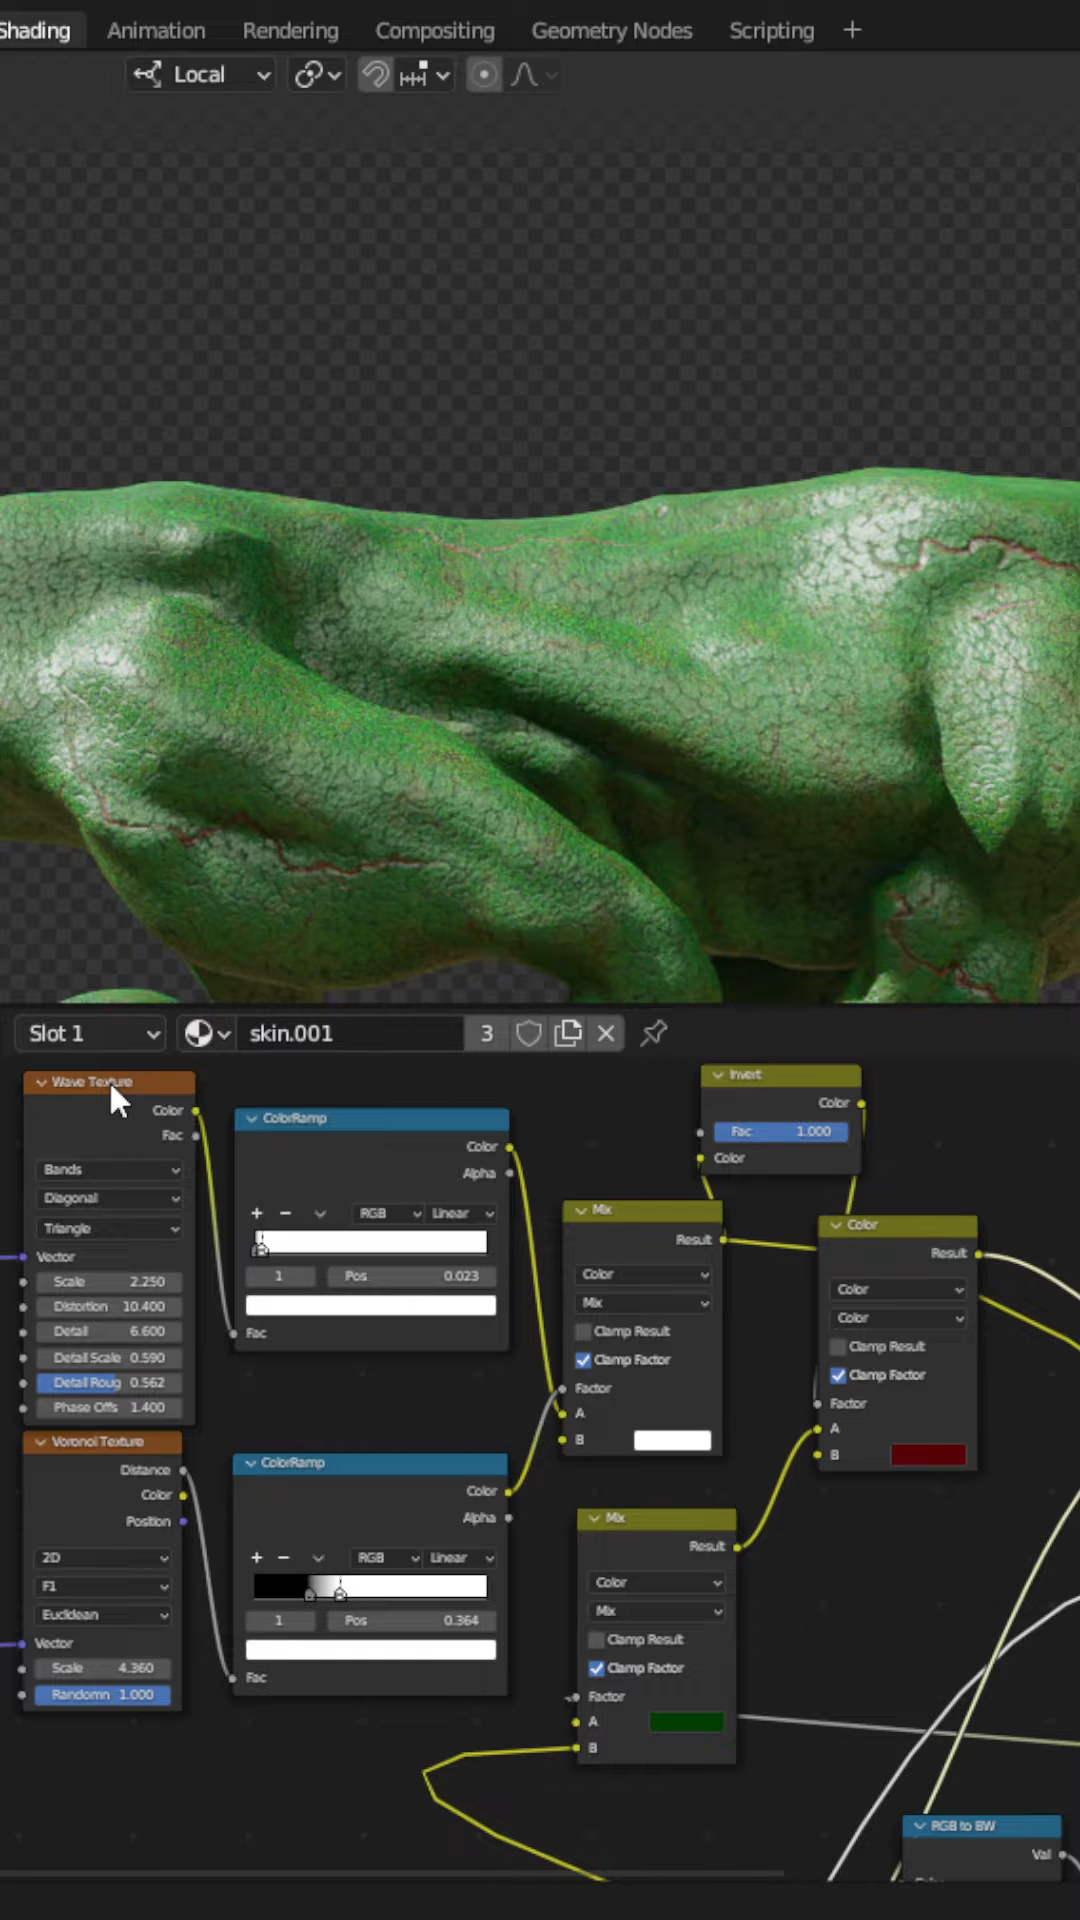 Shading Animation Rendering Compositing Geometry Nodes Scripting +
Local
Slot 1 skin.001 3
Wave Texture
Color
Fac
Bands
Diagonal
Triangle
Vector
Scale 2.250
Distortion 10.400
Detail 6.600
Detail Scale 0.590
Detail Roug 0.562
Phase Offs 1.400
Voronoi Texture
Distance
Color
Position
2D
F1
Euclidean
Vector
Scale 4.360
Randomn 1.000
ColorRamp
Color
Alpha
+ − RGB Linear
1 Pos 0.023
Fac
ColorRamp
Color
Alpha
+ − RGB Linear
1 Pos 0.364
Fac
Invert
Color
Fac 1.000
Color
Mix
Result
Color
Mix
Clamp Result
Clamp Factor
Factor
A
B
Color
Result
Color
Color
Clamp Result
Clamp Factor
Factor
A
B
Mix
Result
Color
Mix
Clamp Result
Clamp Factor
Factor
A
B
RGB to BW
Val